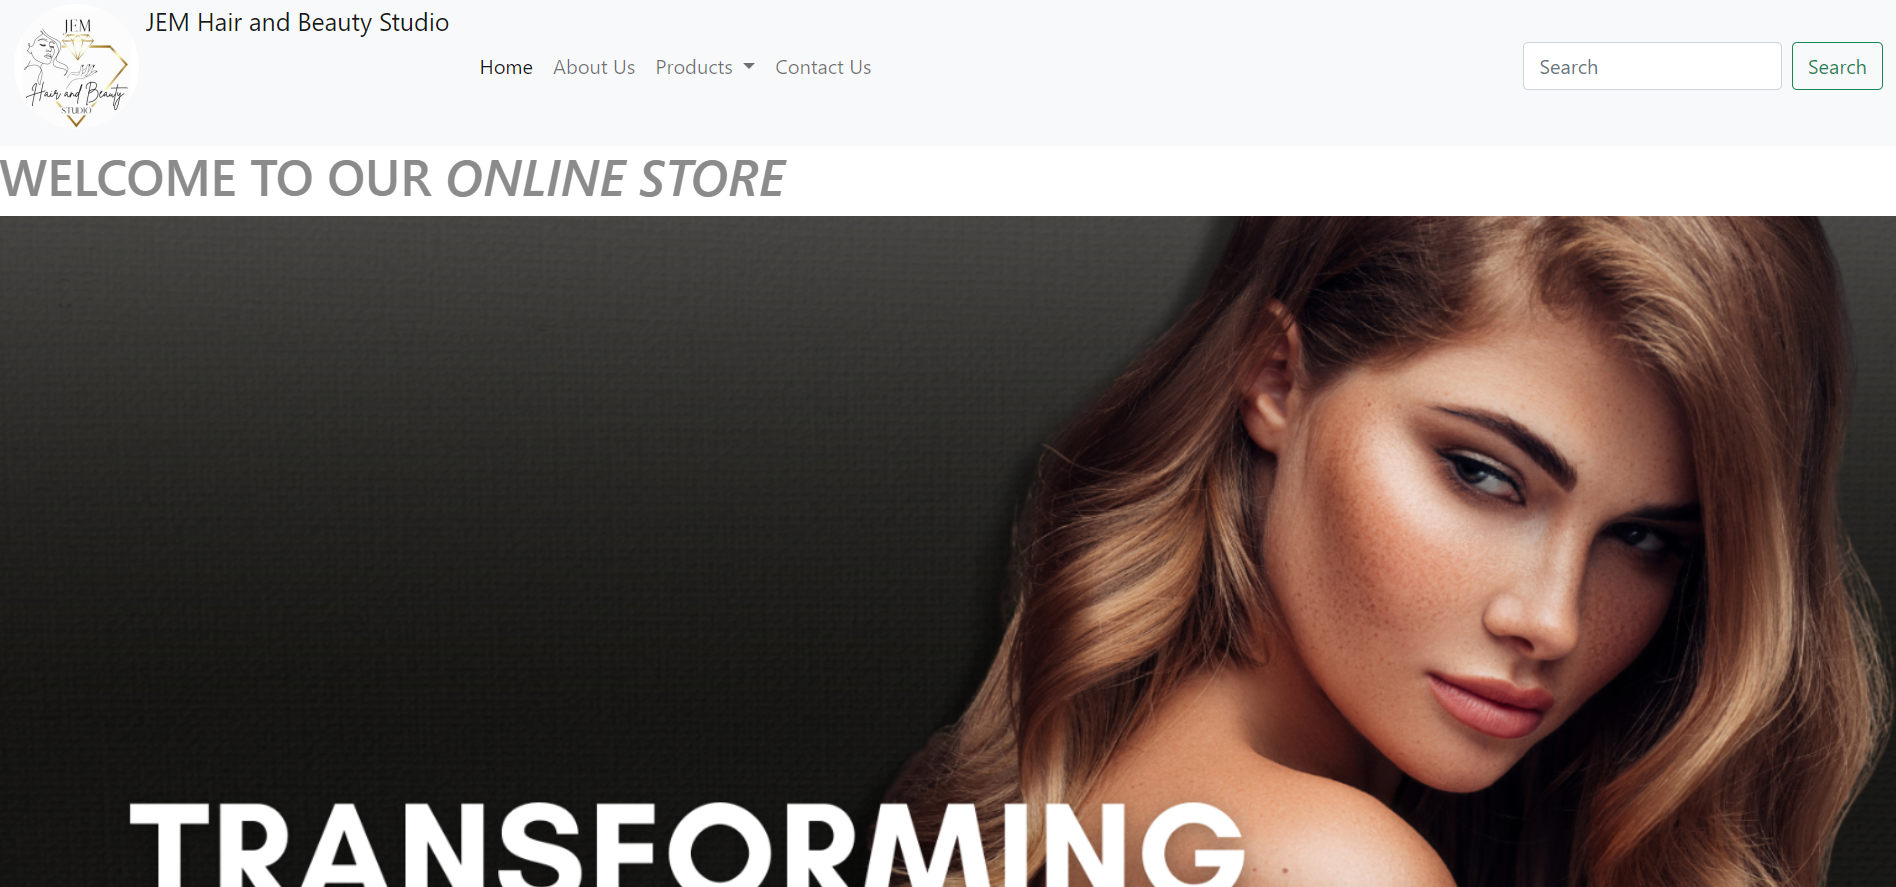 JEM
Hair and Beauty
STUDIO
JEM Hair and Beauty Studio
Home About Us Products Contact Us
Search Search
WELCOME TO OUR ONLINE STORE
TRANSFORMING